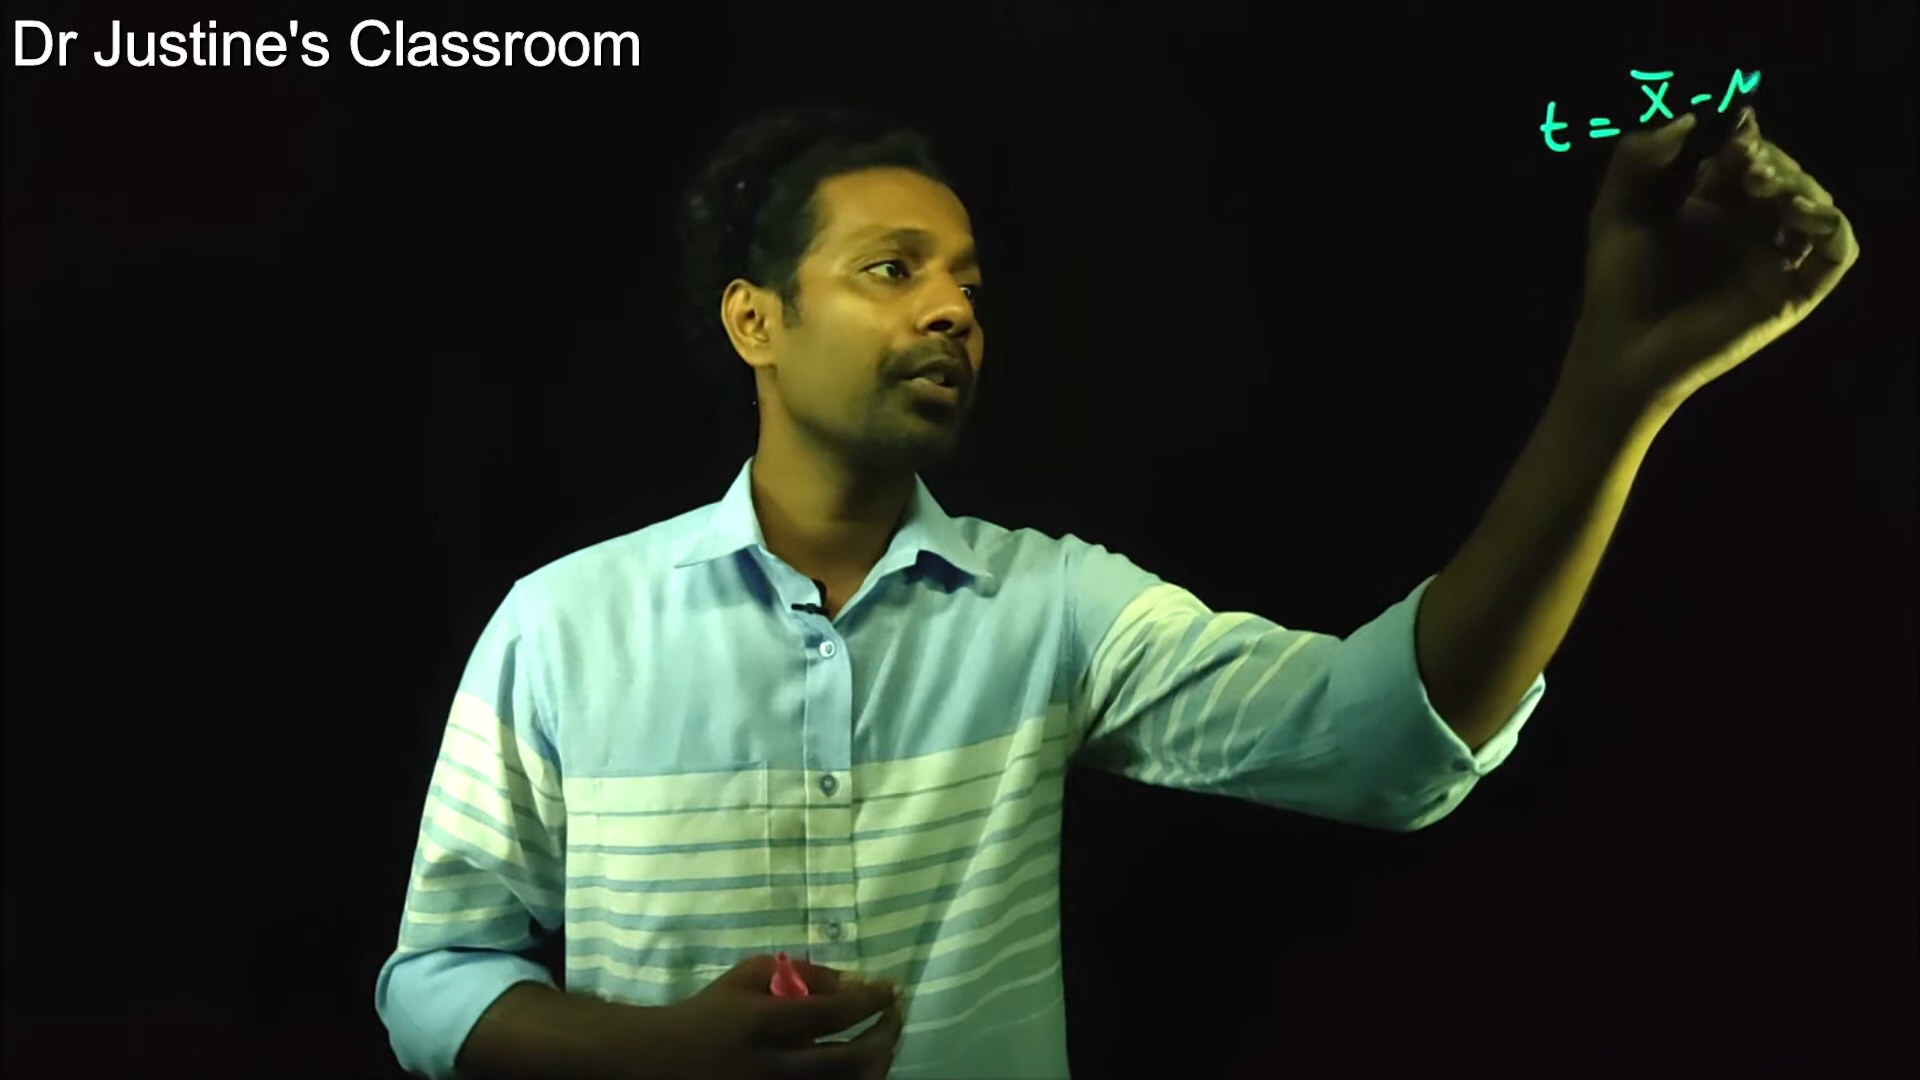 Dr Justine's Classroom
t = x̄ - μ